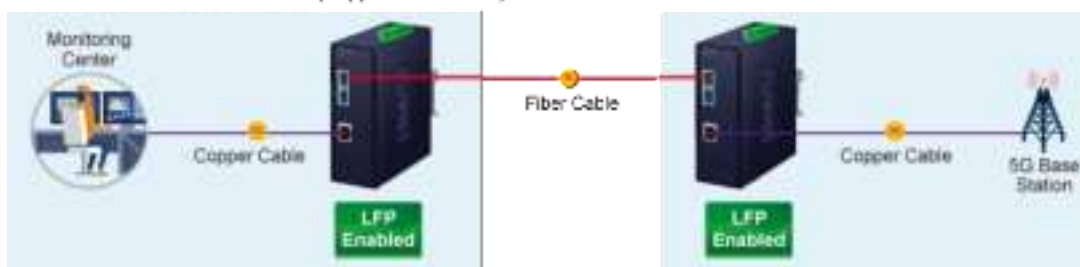 Monitoring
Center
Copper Cable
LFP
Enabled
Fiber Cable
LFP
Enabled
Copper Cable
5G Base
Station